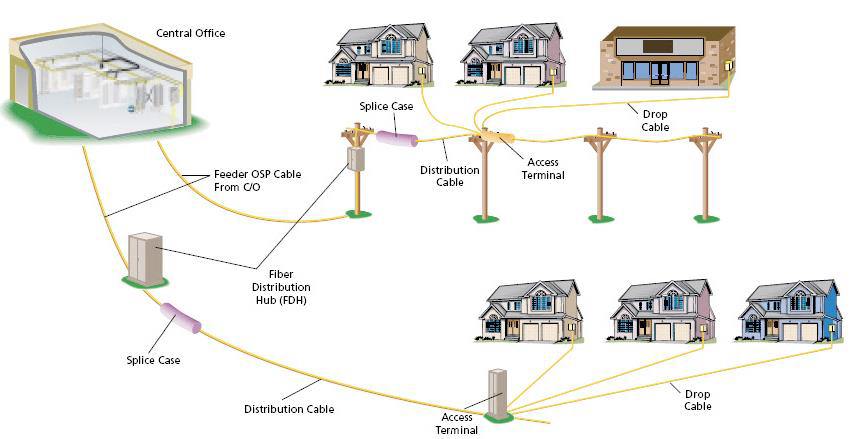 Central Office
Splice Case
Drop
Cable
Distribution
Cable
Access
Terminal
Feeder OSP Cable
From C/O
Fiber
Distribution
Hub (FDH)
Splice Case
Distribution Cable
Access
Terminal
Drop
Cable